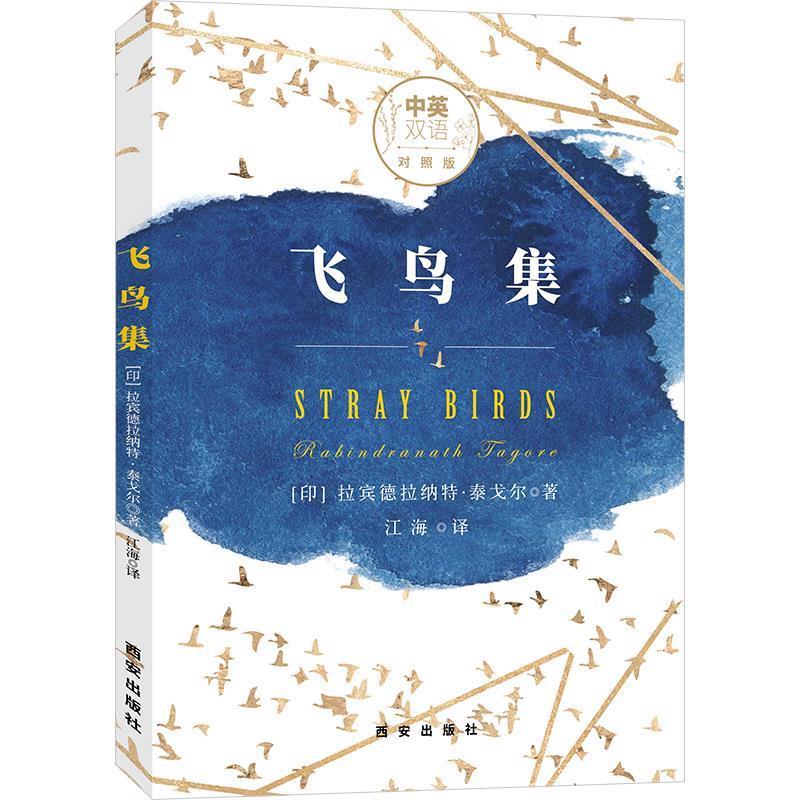 中英
双语
对照版
飞鸟集
STRAY BIRDS
Rabindranath Tagore
[印] 拉宾德拉纳特·泰戈尔◎著
江海◎译
西安出版社
飞鸟集
[印] 拉宾德拉纳特·泰戈尔◎著
江海◎译
西安出版社